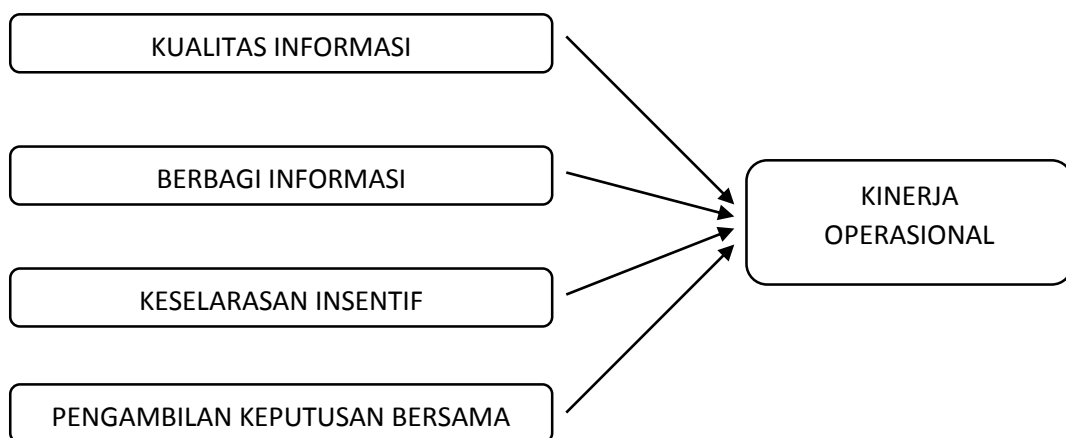 KUALITAS INFORMASI
BERBAGI INFORMASI
KINERJA
OPERASIONAL
KESELARASAN INSENTIF
PENGAMBILAN KEPUTUSAN BERSAMA